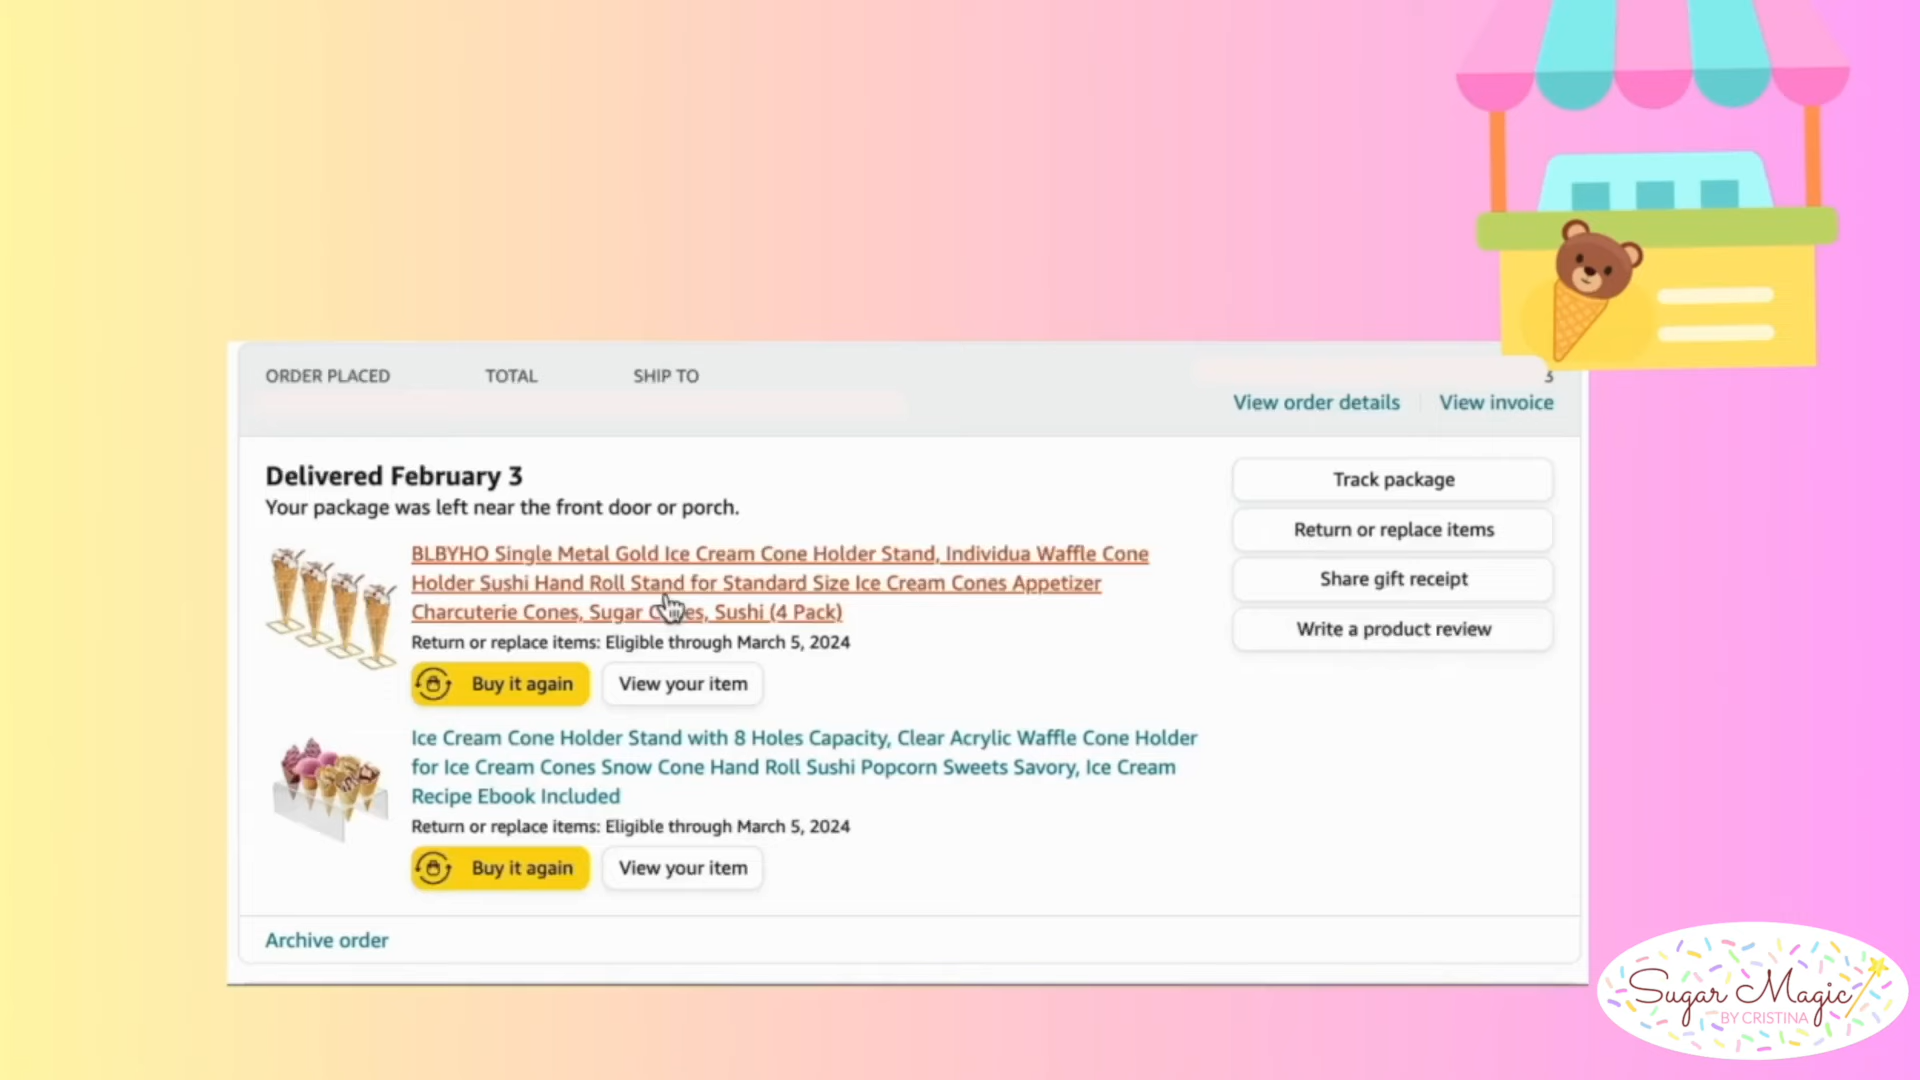 ORDER PLACED TOTAL SHIP TO
3
View order details View invoice
Delivered February 3
Your package was left near the front door or porch.
BLBYHO Single Metal Gold Ice Cream Cone Holder Stand, Individua Waffle Cone
Holder Sushi Hand Roll Stand for Standard Size Ice Cream Cones Appetizer
Charcuterie Cones, Sugar Cones, Sushi (4 Pack)
Return or replace items: Eligible through March 5, 2024
Buy it again View your item
Ice Cream Cone Holder Stand with 8 Holes Capacity, Clear Acrylic Waffle Cone Holder
for Ice Cream Cones Snow Cone Hand Roll Sushi Popcorn Sweets Savory, Ice Cream
Recipe Ebook Included
Return or replace items: Eligible through March 5, 2024
Buy it again View your item
Track package
Return or replace items
Share gift receipt
Write a product review
Archive order
Sugar Magic
BY CRISTINA